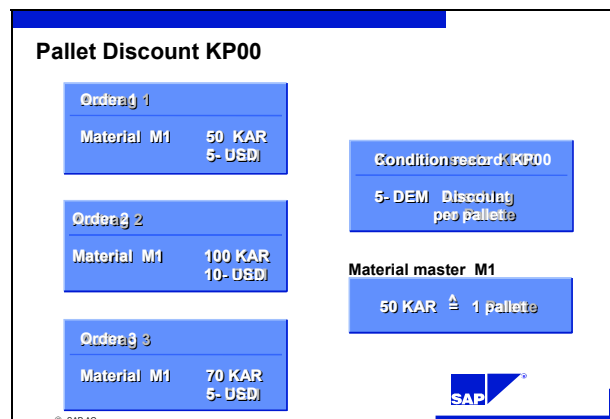 Pallet Discount KP00
Order 1
Material M1 50 KAR
5- USD
Order 2
Material M1 100 KAR
10- USD
Order 3
Material M1 70 KAR
5- USD
Condition record KP00
5- DEM Discount
per pallet
Material master M1
50 KAR ≙ 1 pallet
SAP ®